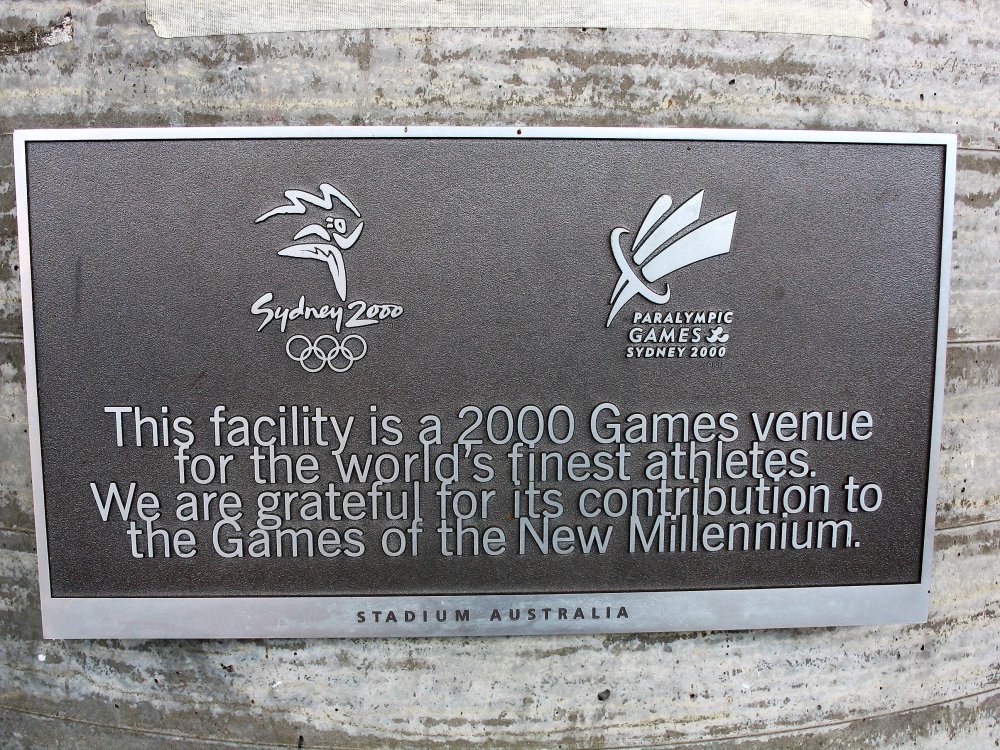 Sydney 2000
PARALYMPIC
GAMES
SYDNEY 2000
This facility is a 2000 Games venue
for the world's finest athletes.
We are grateful for its contribution to
the Games of the New Millennium.
STADIUM AUSTRALIA